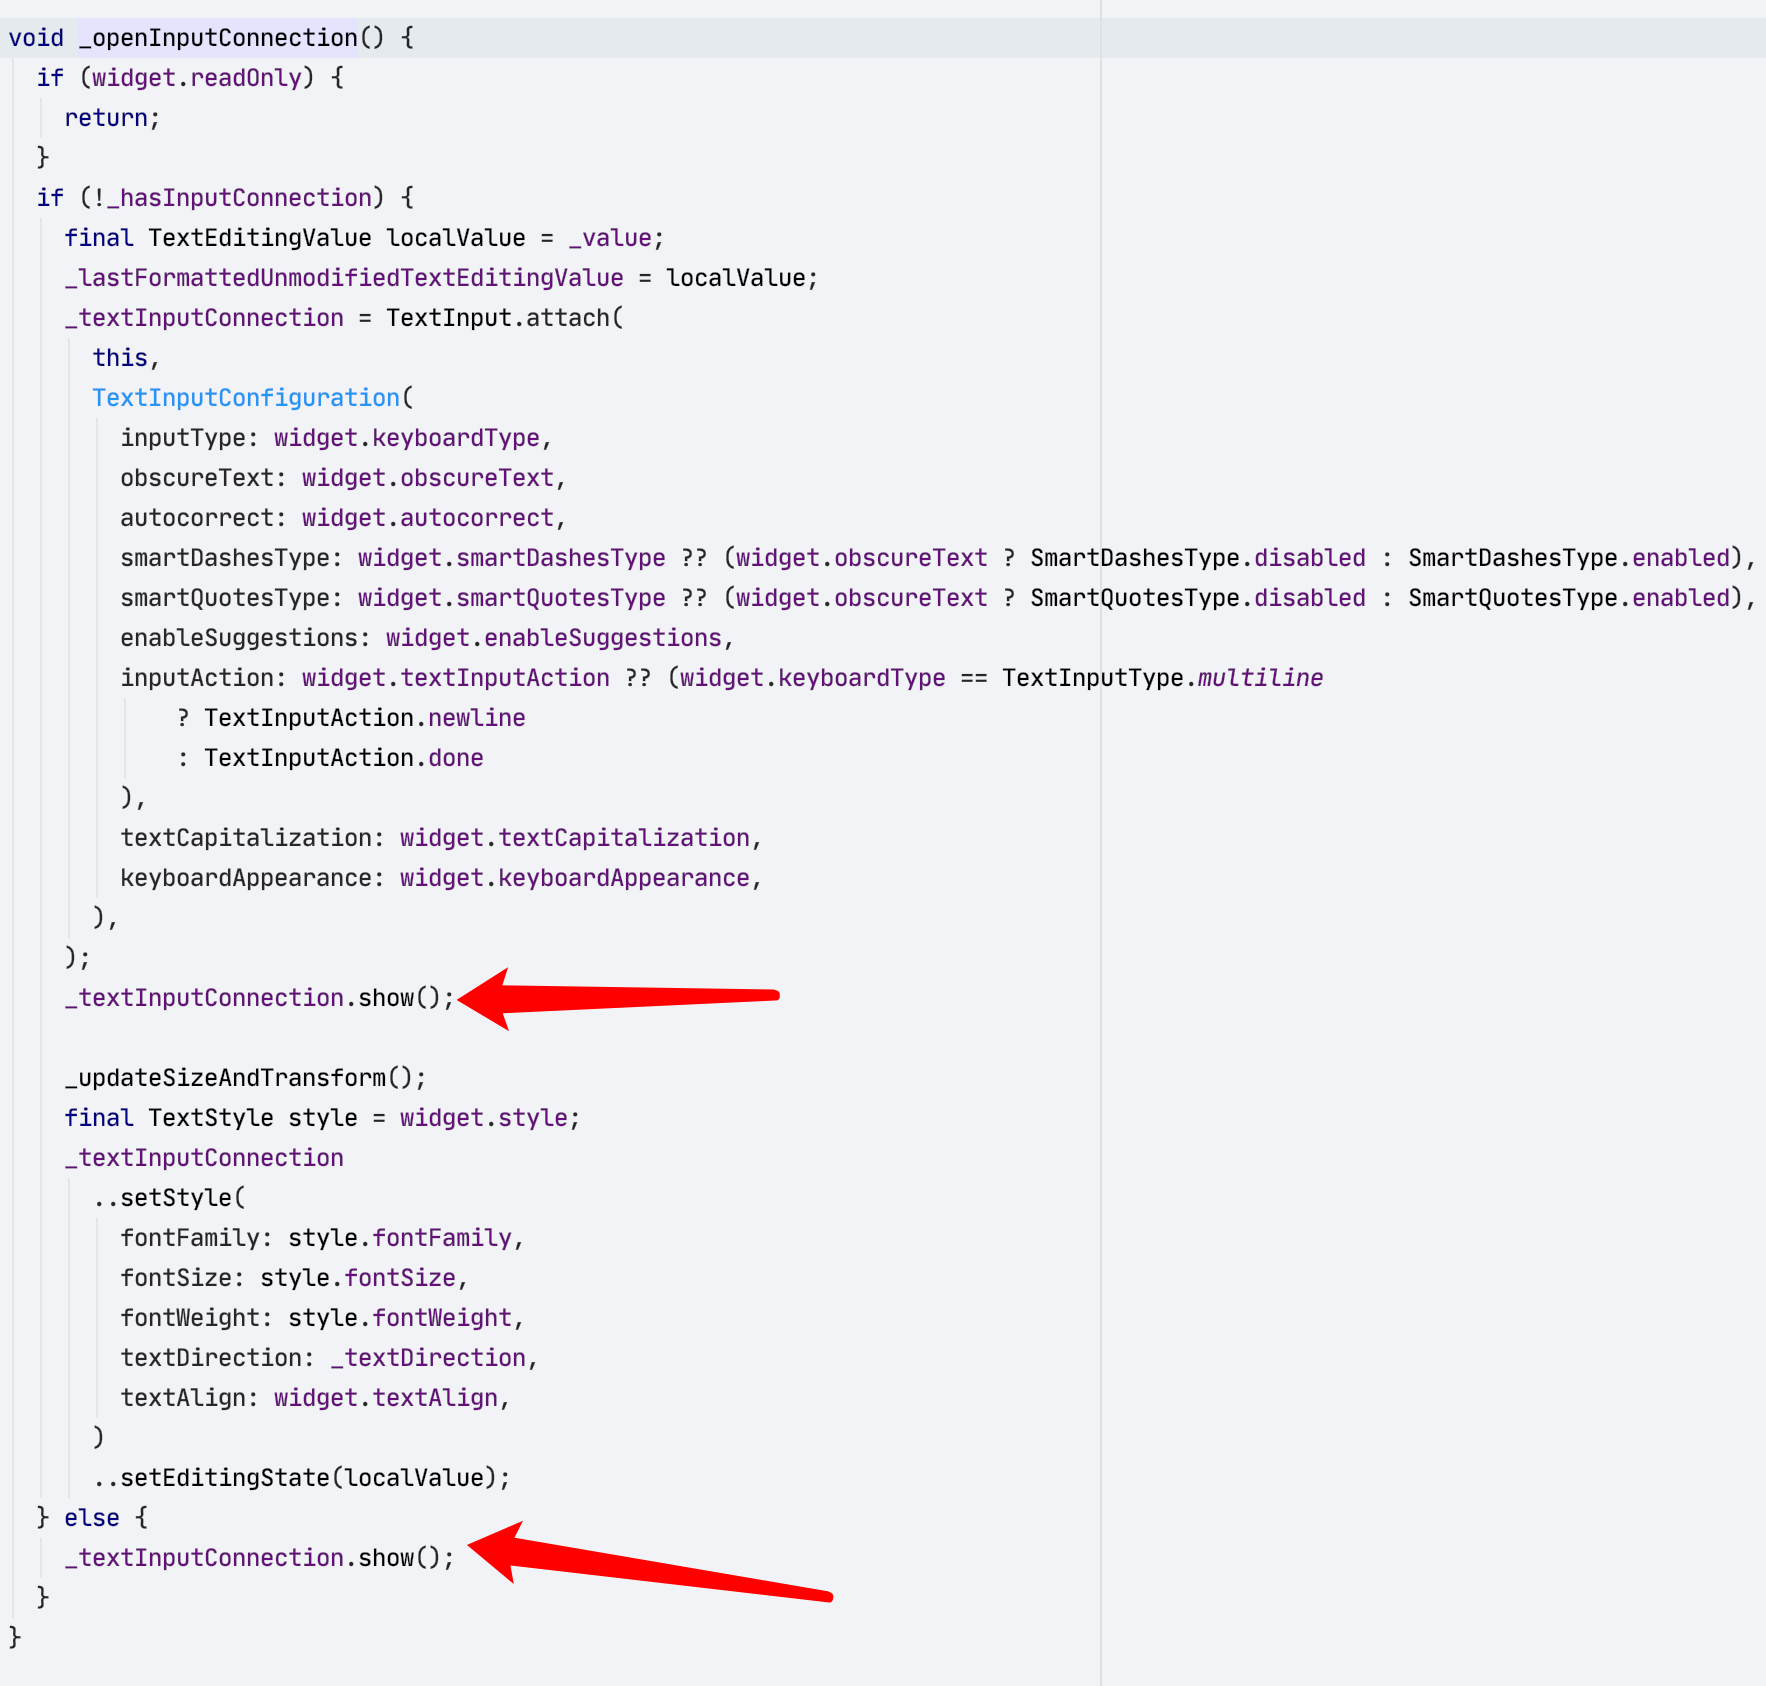 void _openInputConnection() {
  if (widget.readOnly) {
    return;
  }
  if (!_hasInputConnection) {
    final TextEditingValue localValue = _value;
    _lastFormattedUnmodifiedTextEditingValue = localValue;
    _textInputConnection = TextInput.attach(
      this,
      TextInputConfiguration(
        inputType: widget.keyboardType,
        obscureText: widget.obscureText,
        autocorrect: widget.autocorrect,
        smartDashesType: widget.smartDashesType ?? (widget.obscureText ? SmartDashesType.disabled : SmartDashesType.enabled),
        smartQuotesType: widget.smartQuotesType ?? (widget.obscureText ? SmartQuotesType.disabled : SmartQuotesType.enabled),
        enableSuggestions: widget.enableSuggestions,
        inputAction: widget.textInputAction ?? (widget.keyboardType == TextInputType.multiline
            ? TextInputAction.newline
            : TextInputAction.done
        ),
        textCapitalization: widget.textCapitalization,
        keyboardAppearance: widget.keyboardAppearance,
      ),
    );
    _textInputConnection.show();

    _updateSizeAndTransform();
    final TextStyle style = widget.style;
    _textInputConnection
      ..setStyle(
        fontFamily: style.fontFamily,
        fontSize: style.fontSize,
        fontWeight: style.fontWeight,
        textDirection: _textDirection,
        textAlign: widget.textAlign,
      )
      ..setEditingState(localValue);
  } else {
    _textInputConnection.show();
  }
}